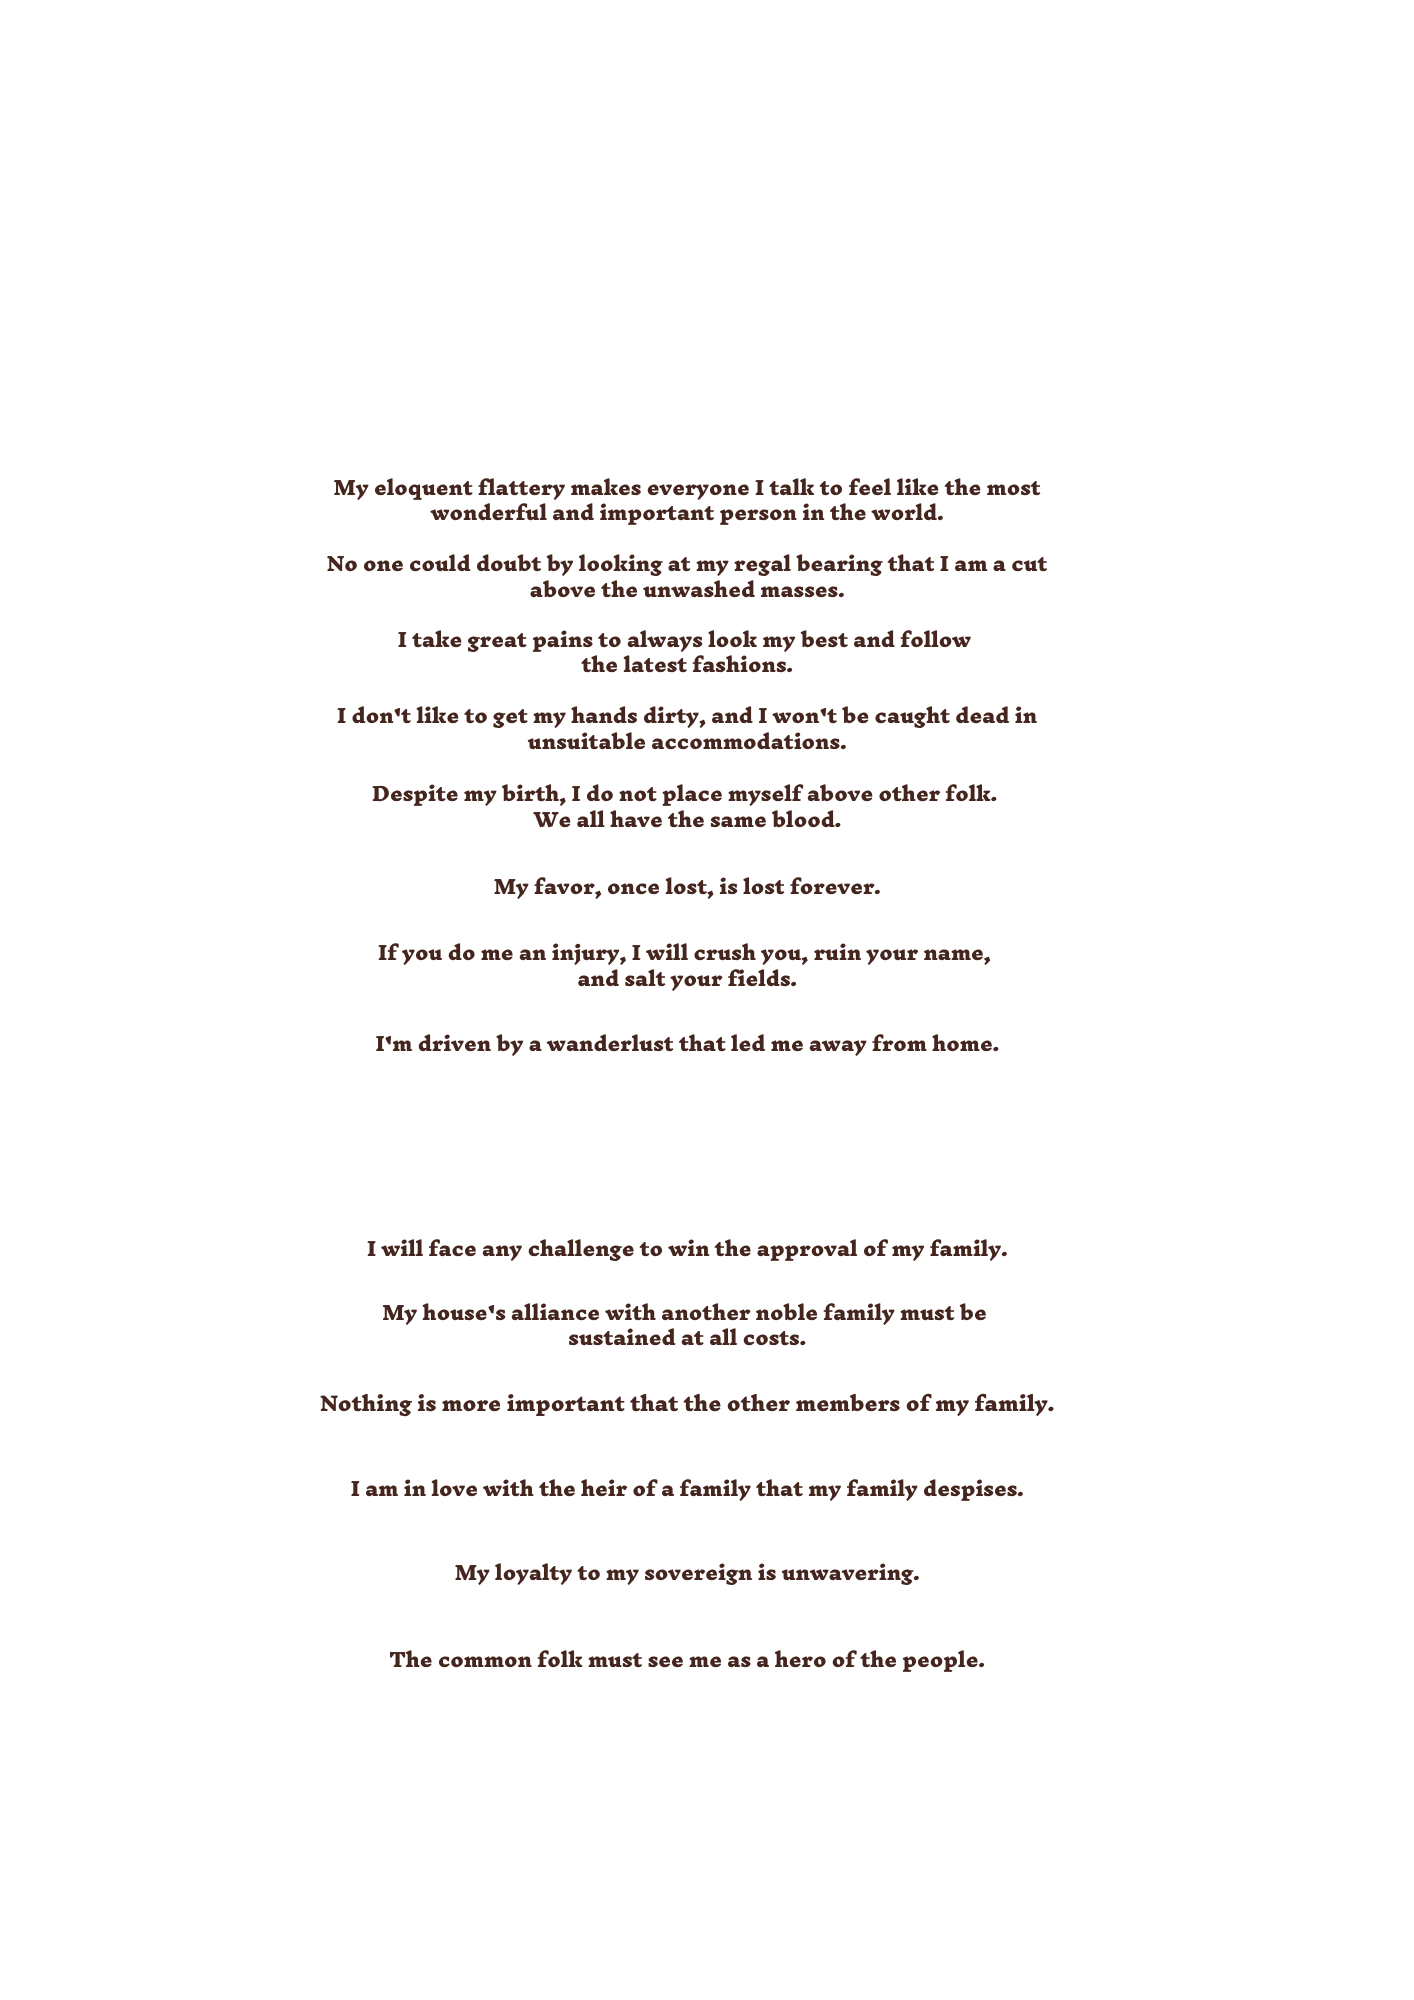 My eloquent flattery makes everyone I talk to feel like the most
wonderful and important person in the world.
No one could doubt by looking at my regal bearing that I am a cut
above the unwashed masses.
I take great pains to always look my best and follow
the latest fashions.
I don't like to get my hands dirty, and I won't be caught dead in
unsuitable accommodations.
Despite my birth, I do not place myself above other folk.
We all have the same blood.
My favor, once lost, is lost forever.
If you do me an injury, I will crush you, ruin your name,
and salt your fields.
I'm driven by a wanderlust that led me away from home.
I will face any challenge to win the approval of my family.
My house's alliance with another noble family must be
sustained at all costs.
Nothing is more important that the other members of my family.
I am in love with the heir of a family that my family despises.
My loyalty to my sovereign is unwavering.
The common folk must see me as a hero of the people.